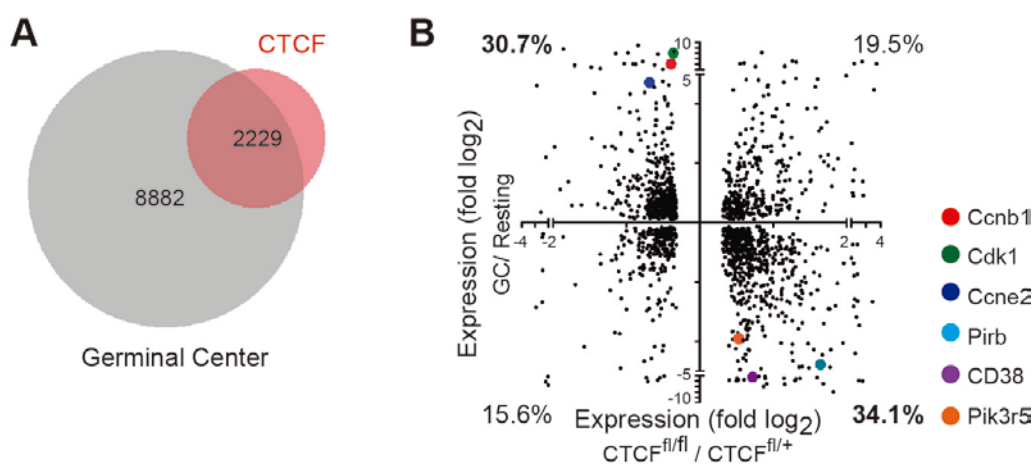 A
CTCF
2229
8882
Germinal Center
B
30.7%
19.5%
Expression (fold log2)
GC/ Resting
10
5
-4 -2 2 4
-5
-10
15.6%
34.1%
Expression (fold log2)
CTCFfl/fl / CTCFfl/+
Ccnb1
Cdk1
Ccne2
Pirb
CD38
Pik3r5